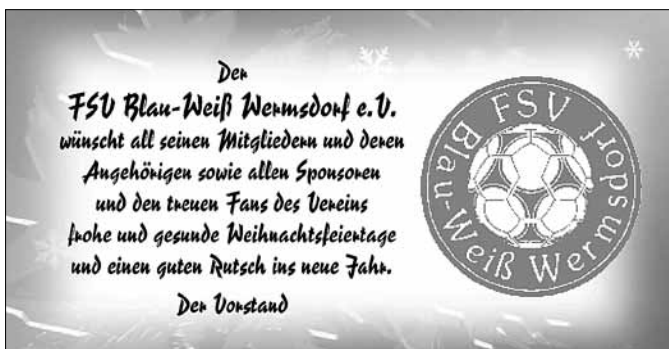 Der
FSV Blau-Weiß Wermsdorf e.V.
wünscht all seinen Mitgliedern und deren
Angehörigen sowie allen Sponsoren
und den treuen Fans des Vereins
frohe und gesunde Weihnachtsfeiertage
und einen guten Rutsch ins neue Jahr.
Der Vorstand
FSV
Blau-Weiß Wermsdorf